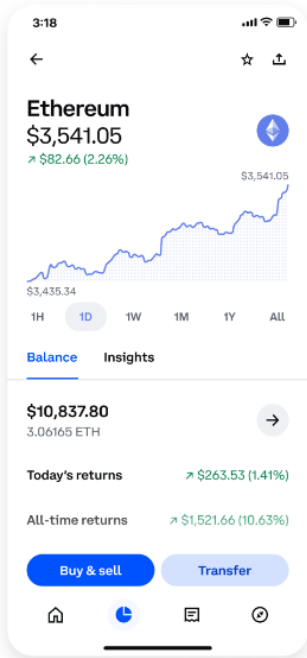 3:18
Ethereum
$3,541.05
↗ $82.66 (2.26%)
$3,541.05
$3,435.34
1H 1D 1W 1M 1Y All
Balance Insights
$10,837.80
3.06165 ETH
Today's returns ↗ $263.53 (1.41%)
All-time returns ↗ $1,521.66 (10.63%)
Buy & sell Transfer